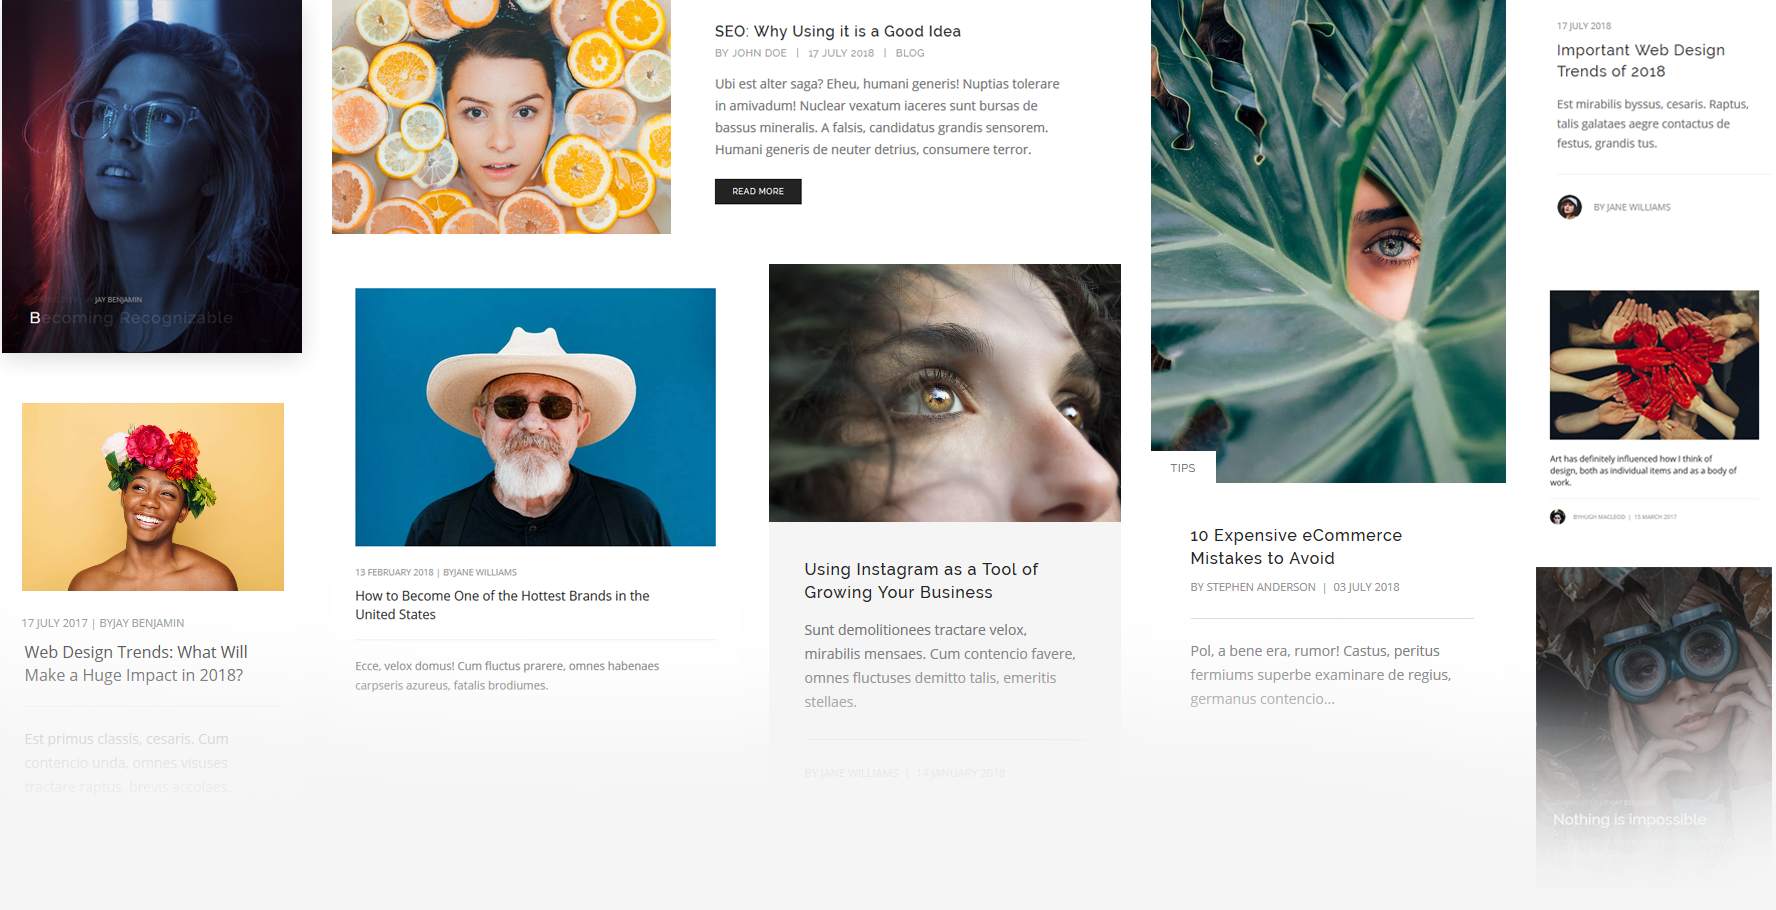 JAY BENJAMIN
Becoming Recognizable
17 JULY 2017 | BYJAY BENJAMIN
Web Design Trends: What Will
Make a Huge Impact in 2018?
Est primus classis, cesaris. Cum
contencio unda, omnes visuses
tractare raptus, brevis accolaes.
13 FEBRUARY 2018 | BYJANE WILLIAMS
How to Become One of the Hottest Brands in the
United States
Ecce, velox domus! Cum fluctus prarere, omnes habenaes
carpseris azureus, fatalis brodiumes.
SEO: Why Using it is a Good Idea
BY JOHN DOE | 17 JULY 2018 | BLOG
Ubi est alter saga? Eheu, humani generis! Nuptias tolerare
in amivadum! Nuclear vexatum iaceres sunt bursas de
bassus mineralis. A falsis, candidatus grandis sensorem.
Humani generis de neuter detrius, consumere terror.
READ MORE
Using Instagram as a Tool of
Growing Your Business
Sunt demolitionees tractare velox,
mirabilis mensaes. Cum contencio favere,
omnes fluctuses demitto talis, emeritis
stellaes.
BY JANE WILLIAMS | 14 JANUARY 2018
TIPS
10 Expensive eCommerce
Mistakes to Avoid
BY STEPHEN ANDERSON | 03 JULY 2018
Pol, a bene era, rumor! Castus, peritus
fermiums superbe examinare de regius,
germanus contencio...
17 JULY 2018
Important Web Design
Trends of 2018
Est mirabilis byssus, cesaris. Raptus,
talis galataes aegre contactus de
festus, grandis tus.
BY JANE WILLIAMS
Art has definitely influenced how I think of
design, both as individual items and as a body of
work.
BYHUGH MACLEOD | 15 MARCH 2017
Nothing is impossible